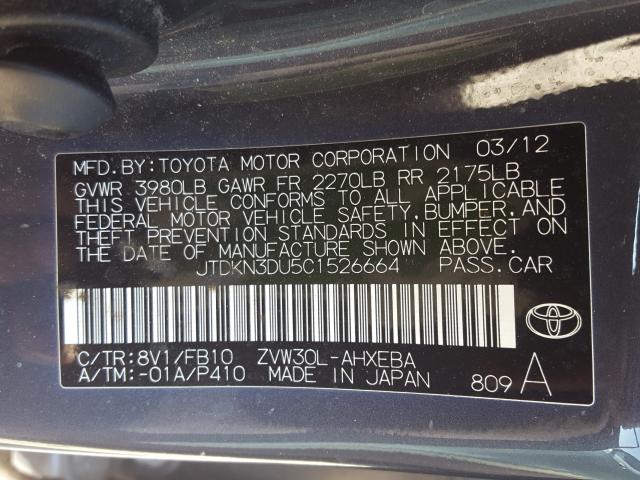 MFD.BY:TOYOTA MOTOR CORPORATION 03/12
GVWR 3980LB GAWR FR 2270LB RR 2175LB
THIS VEHICLE CONFORMS TO ALL APPLICABLE
FEDERAL MOTOR VEHICLE SAFETY,BUMPER,AND
THEFT PREVENTION STANDARDS IN EFFECT ON
THE DATE OF MANUFACTURE SHOWN ABOVE.
JTDKN3DU5C1526664 PASS.CAR
C/TR:8V1/FB10 ZVW30L-AHXEBA
A/TM:-01A/P410 MADE IN JAPAN
809 A